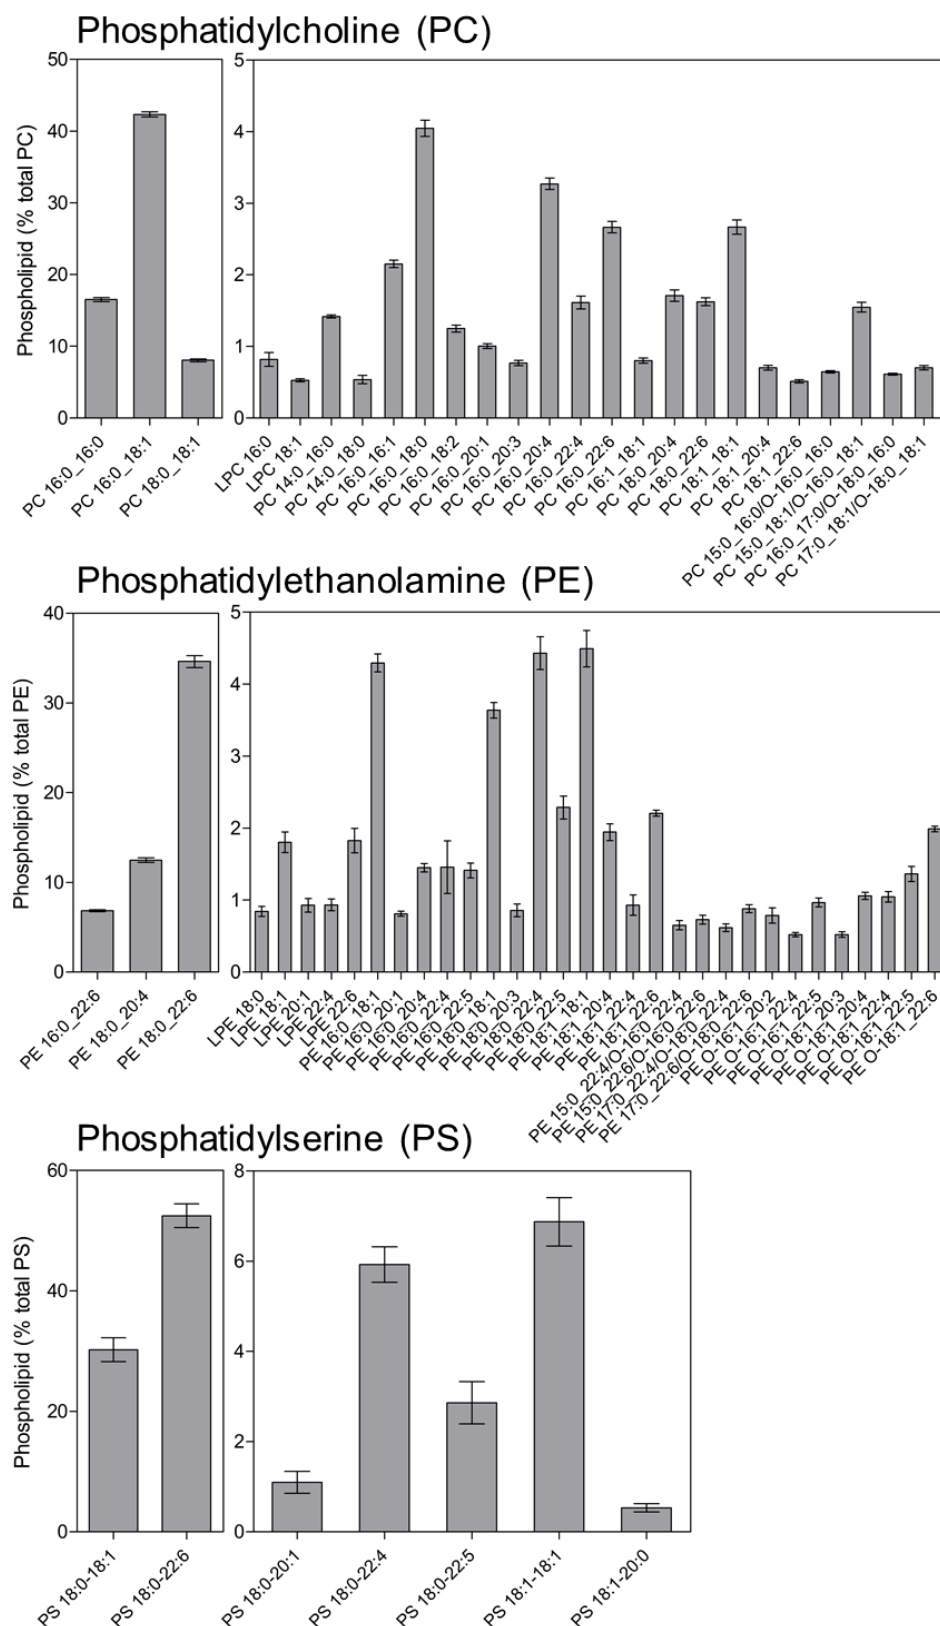 Phosphatidylcholine (PC)
Phospholipid (% total PC)
50
40
30
20
10
0
PC 16:0_16:0
PC 16:0_18:1
PC 18:0_18:1
5
4
3
2
1
0
LPC 16:0
LPC 18:1
PC 14:0_16:0
PC 14:0_18:0
PC 16:0_16:1
PC 16:0_18:0
PC 16:0_18:2
PC 16:0_20:1
PC 16:0_20:3
PC 16:0_20:4
PC 16:0_22:4
PC 16:0_22:6
PC 16:1_18:1
PC 18:0_20:4
PC 18:0_22:6
PC 18:1_18:1
PC 18:1_20:4
PC 18:1_22:6
PC 15:0_16:0/O-16:0_16:0
PC 15:0_18:1/O-16:0_18:1
PC 16:0_17:0/O-18:0_16:0
PC 17:0_18:1/O-18:0_18:1
Phosphatidylethanolamine (PE)
Phospholipid (% total PE)
40
30
20
10
0
PE 16:0_22:6
PE 18:0_20:4
PE 18:0_22:6
5
4
3
2
1
0
LPE 18:0
LPE 18:1
LPE 20:1
LPE 22:4
LPE 22:6
PE 16:0_18:1
PE 16:0_20:1
PE 16:0_20:4
PE 16:0_22:4
PE 16:0_22:5
PE 18:0_18:1
PE 18:0_20:3
PE 18:0_22:4
PE 18:0_22:5
PE 18:1_18:1
PE 18:1_20:4
PE 18:1_22:4
PE 18:1_22:6
PE 15:0_22:4/O-16:0_22:4
PE 15:0_22:6/O-16:0_22:6
PE 17:0_22:4/O-18:0_22:4
PE 17:0_22:6/O-18:0_22:6
PE O-16:1_20:2
PE O-16:1_22:4
PE O-16:1_22:5
PE O-18:1_20:3
PE O-18:1_20:4
PE O-18:1_22:4
PE O-18:1_22:5
PE O-18:1_22:6
Phosphatidylserine (PS)
Phospholipid (% total PS)
60
40
20
0
PS 18:0-18:1
PS 18:0-22:6
8
6
4
2
0
PS 18:0-20:1
PS 18:0-22:4
PS 18:0-22:5
PS 18:1-18:1
PS 18:1-20:0